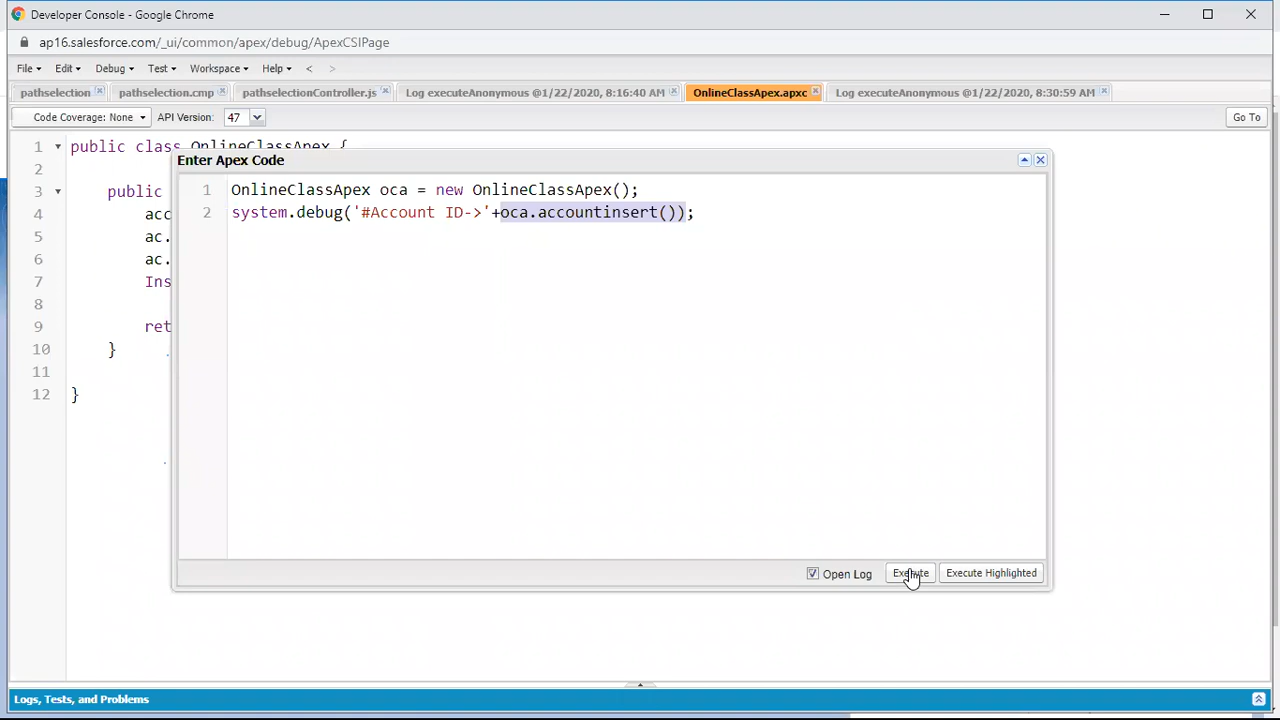 Developer Console - Google Chrome
ap16.salesforce.com/_ui/common/apex/debug/ApexCSIPage
File Edit Debug Test Workspace Help < >
pathselection pathselection.cmp pathselectionController.js Log executeAnonymous @1/22/2020, 8:16:40 AM OnlineClassApex.apxc Log executeAnonymous @1/22/2020, 8:30:59 AM
Code Coverage: None API Version: 47 Go To
1 public class OnlineClassApex {
2
3 public
4 acc
5 ac.
6 ac.
7 Ins
8
9 ret
10 }
11
12 }
Enter Apex Code
1 OnlineClassApex oca = new OnlineClassApex();
2 system.debug('#Account ID->'+oca.accountinsert());
Open Log Execute Execute Highlighted
Logs, Tests, and Problems